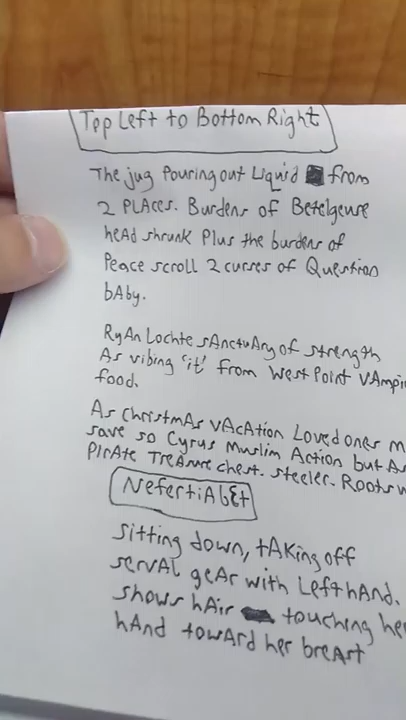 Top Left to Bottom Right
The jug Pouring out Liquid from
2 PLACes. Burdens of Betelgeuse
heAd shrunk Plus the burdens of
Peace scroll 2 curses of Question
bAby.
RyAn Lochte sAnctuAry of strength
As vibing 'it' from West Point VAmpi
food.
As ChristmAs vAcAtion Loved ones m
save so Cyrus Muslim Action but A
PirAte TreAsure chest. steeler. Roots
NefertiAbEt
sitting down, tAKing off
servAl geAr with Left hAnd.
shows hAir touching he
hAnd towArd her breAst